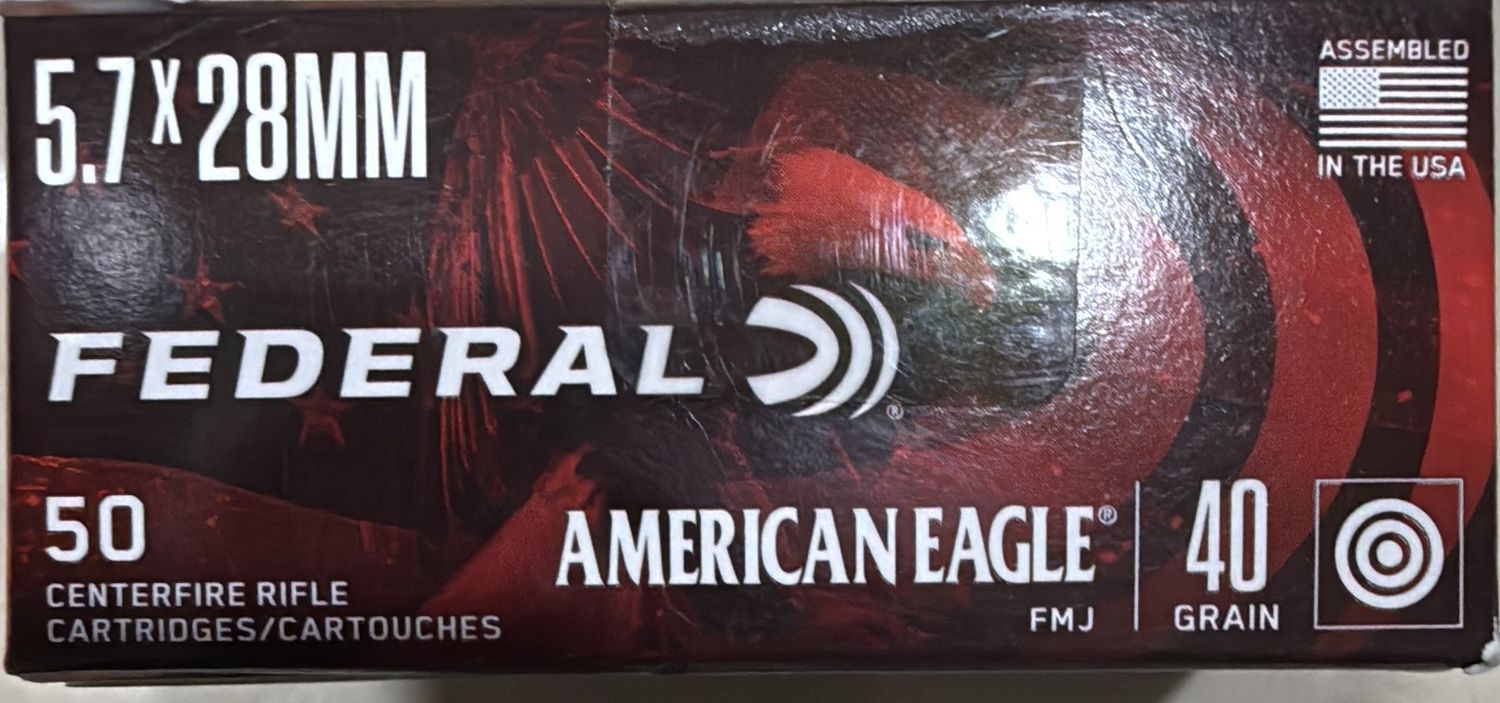 5.7X28MM
ASSEMBLED
IN THE USA
FEDERAL®
50
CENTERFIRE RIFLE
CARTRIDGES/CARTOUCHES
AMERICAN EAGLE®
FMJ
40
GRAIN